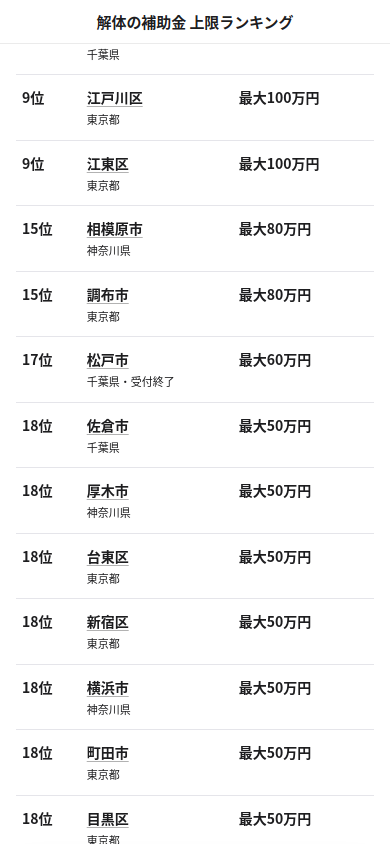 解体の補助金 上限ランキング
千葉県
9位 江戸川区 最大100万円
東京都
9位 江東区 最大100万円
東京都
15位 相模原市 最大80万円
神奈川県
15位 調布市 最大80万円
東京都
17位 松戸市 最大60万円
千葉県・受付終了
18位 佐倉市 最大50万円
千葉県
18位 厚木市 最大50万円
神奈川県
18位 台東区 最大50万円
東京都
18位 新宿区 最大50万円
東京都
18位 横浜市 最大50万円
神奈川県
18位 町田市 最大50万円
東京都
18位 目黒区 最大50万円
東京都